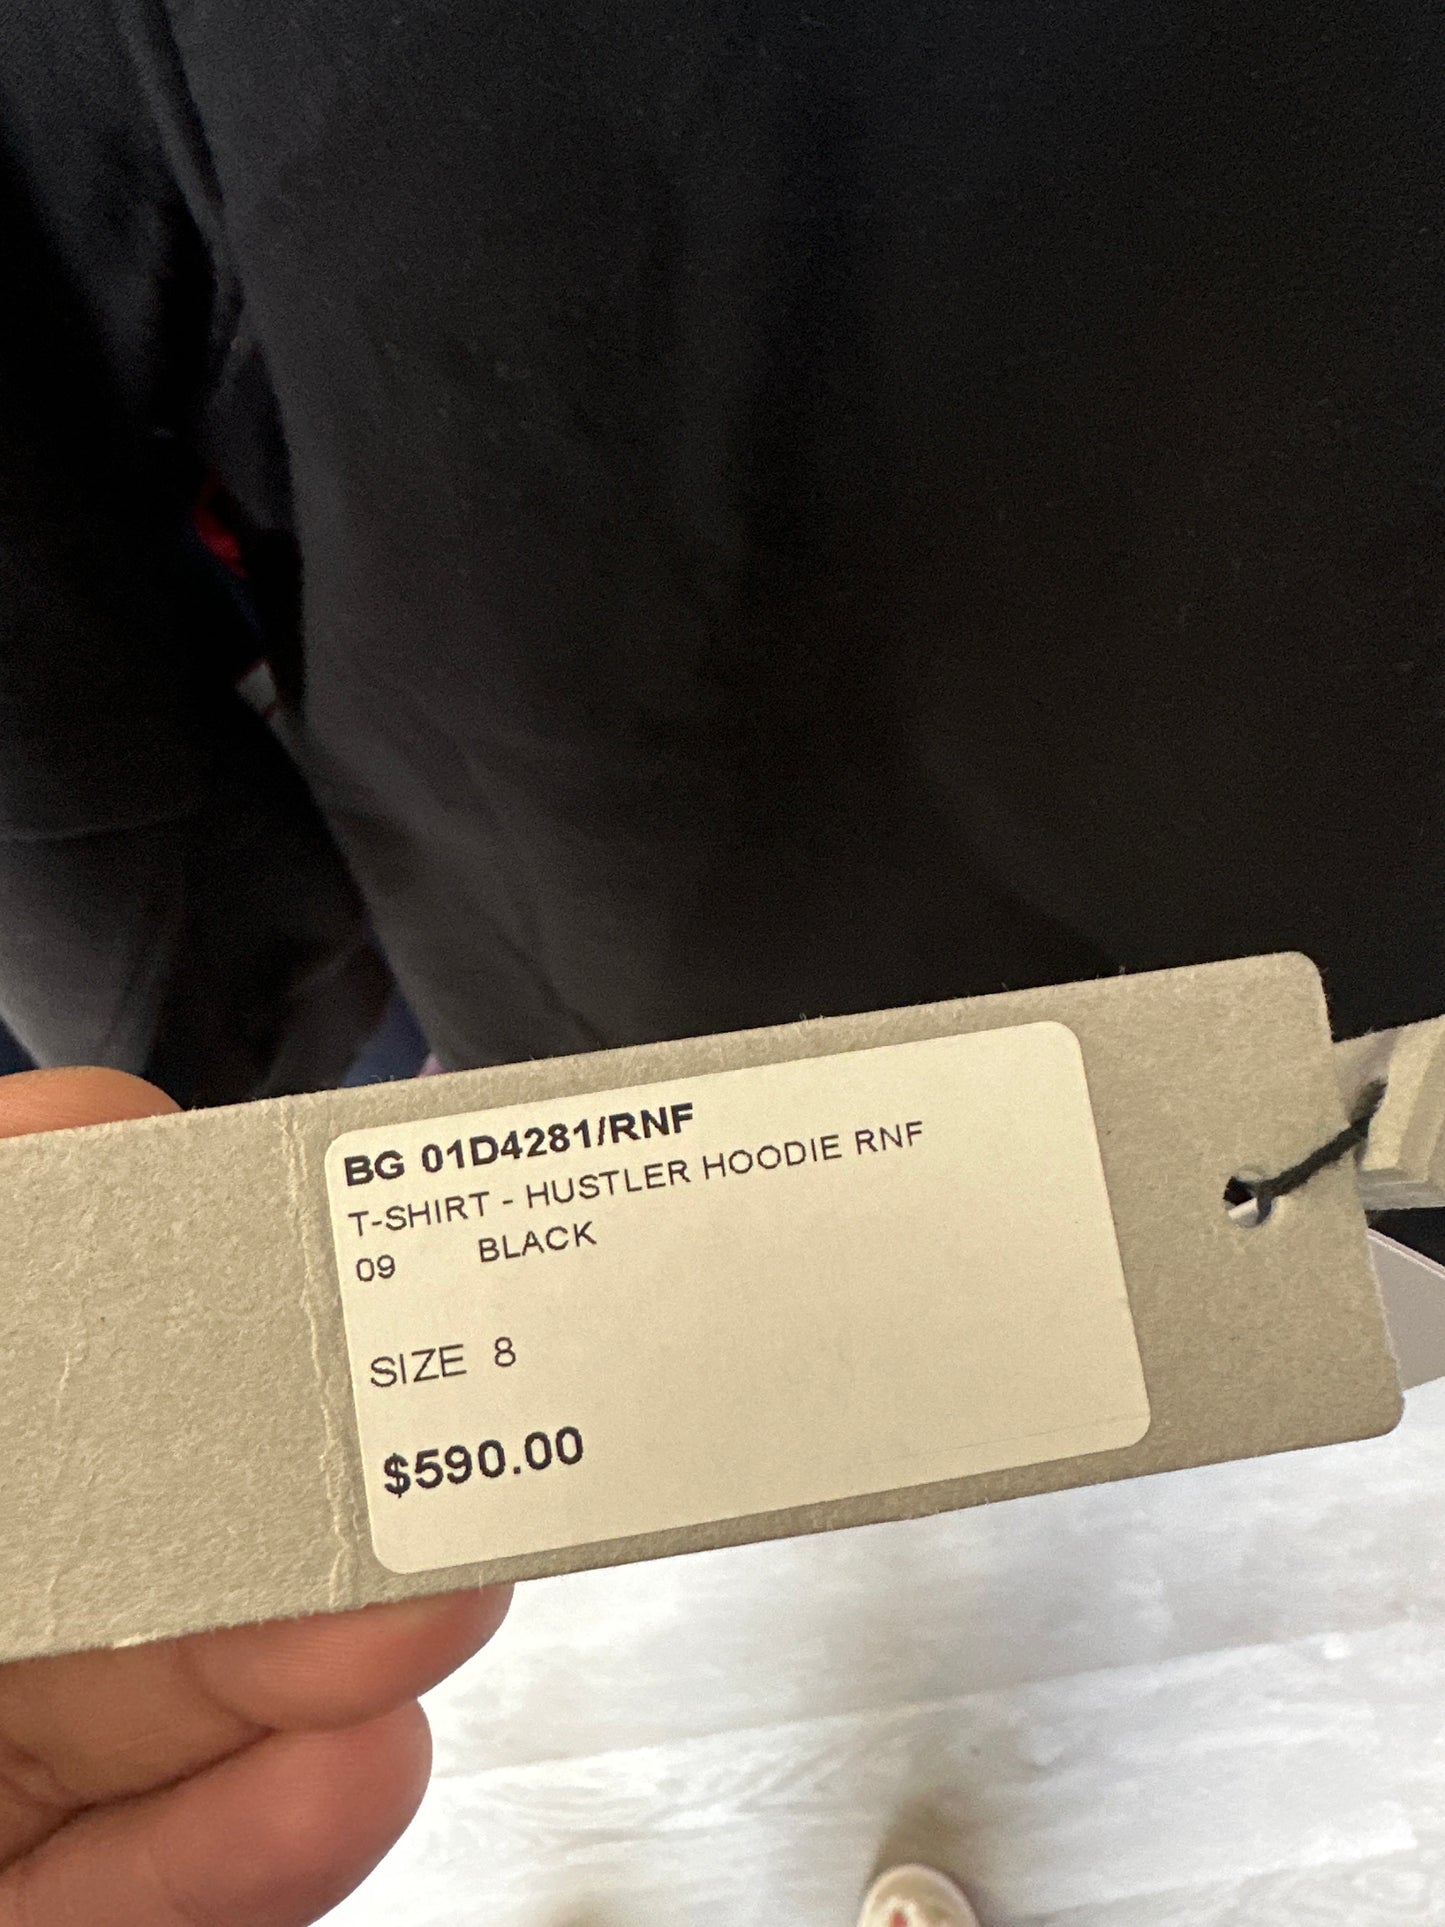 BG 01D4281/RNF
T-SHIRT - HUSTLER HOODIE RNF
09 BLACK
SIZE 8
$590.00